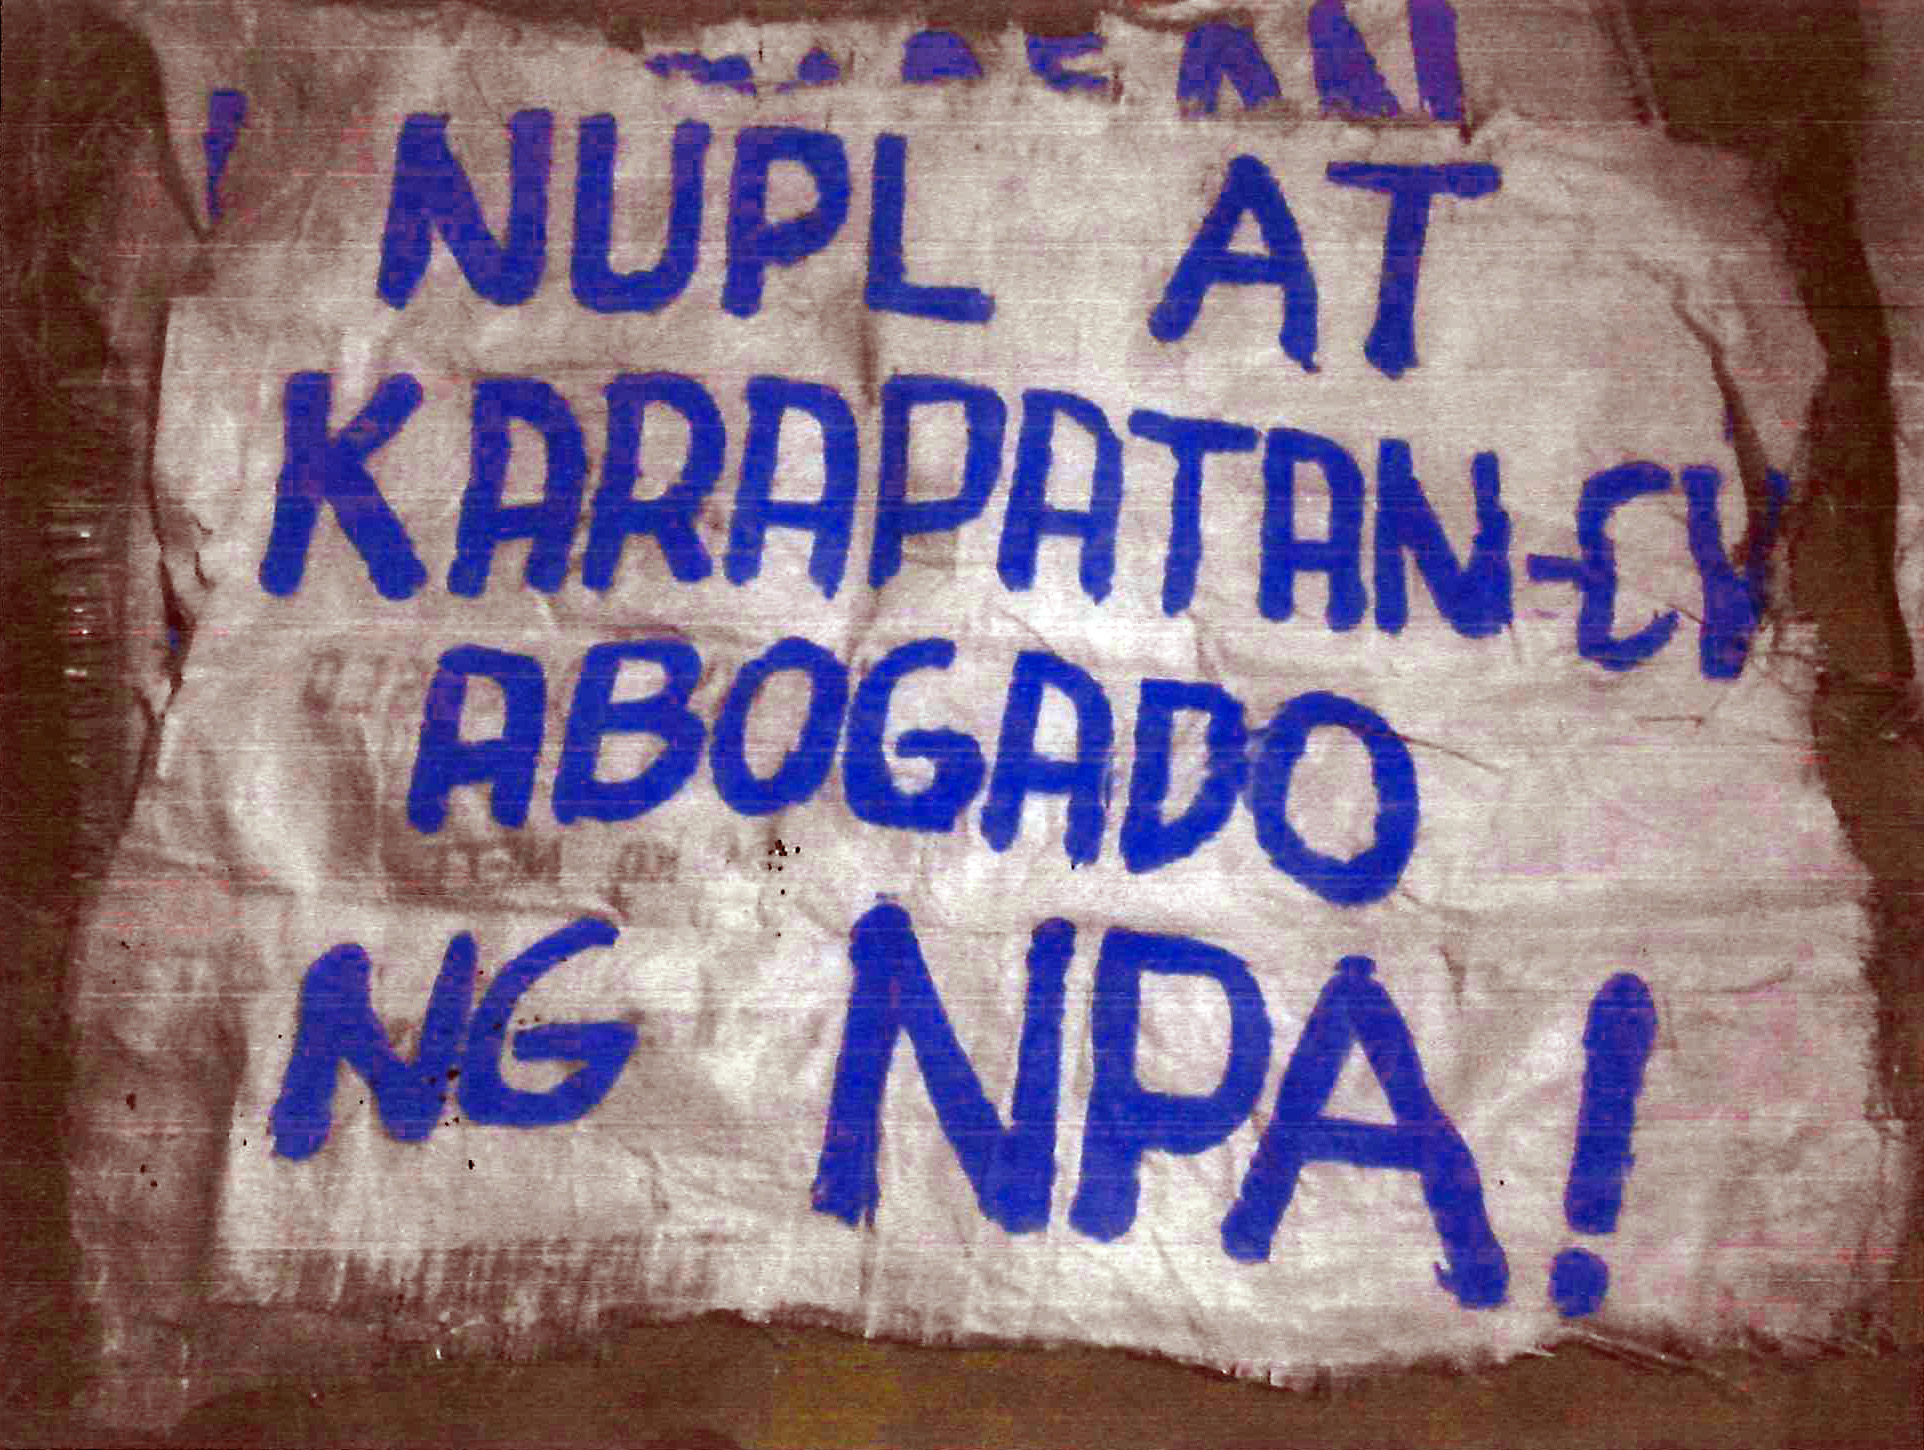 NUPL AT
KARAPATAN-CV
ABOGADO
NG NPA!